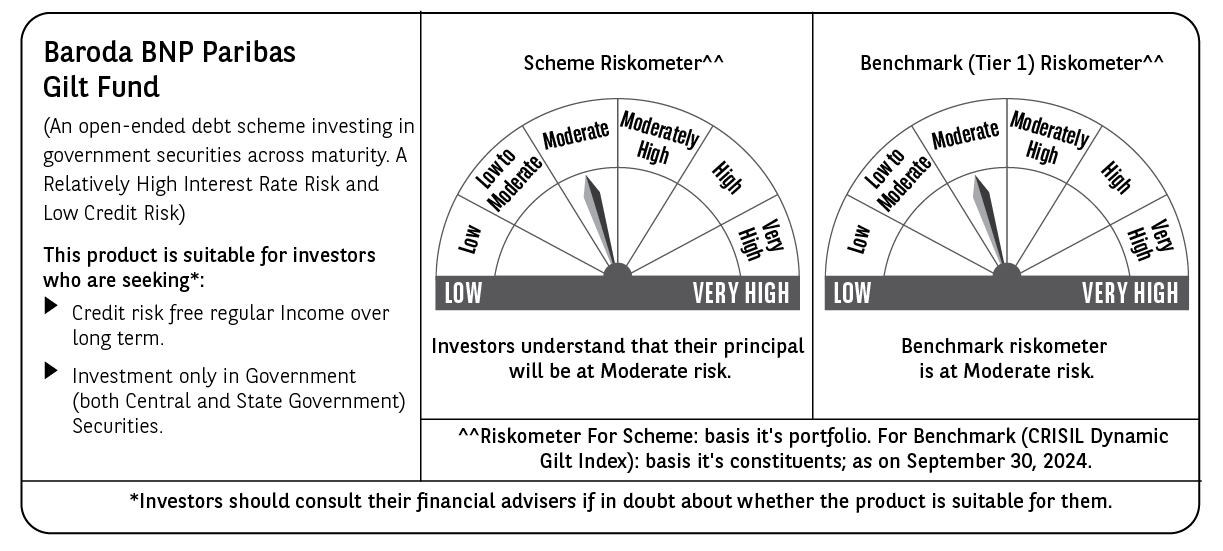 Baroda BNP Paribas
Gilt Fund
(An open-ended debt scheme investing in
government securities across maturity. A
Relatively High Interest Rate Risk and
Low Credit Risk)
This product is suitable for investors
who are seeking*:
Credit risk free regular Income over
long term.
Investment only in Government
(both Central and State Government)
Securities.
Scheme Riskometer^^
Low
Low to
Moderate
Moderate
Moderately
High
High
Very
High
LOW VERY HIGH
Investors understand that their principal
will be at Moderate risk.
Benchmark (Tier 1) Riskometer^^
Low
Low to
Moderate
Moderate
Moderately
High
High
Very
High
LOW VERY HIGH
Benchmark riskometer
is at Moderate risk.
^^Riskometer For Scheme: basis it's portfolio. For Benchmark (CRISIL Dynamic
Gilt Index): basis it's constituents; as on September 30, 2024.
*Investors should consult their financial advisers if in doubt about whether the product is suitable for them.